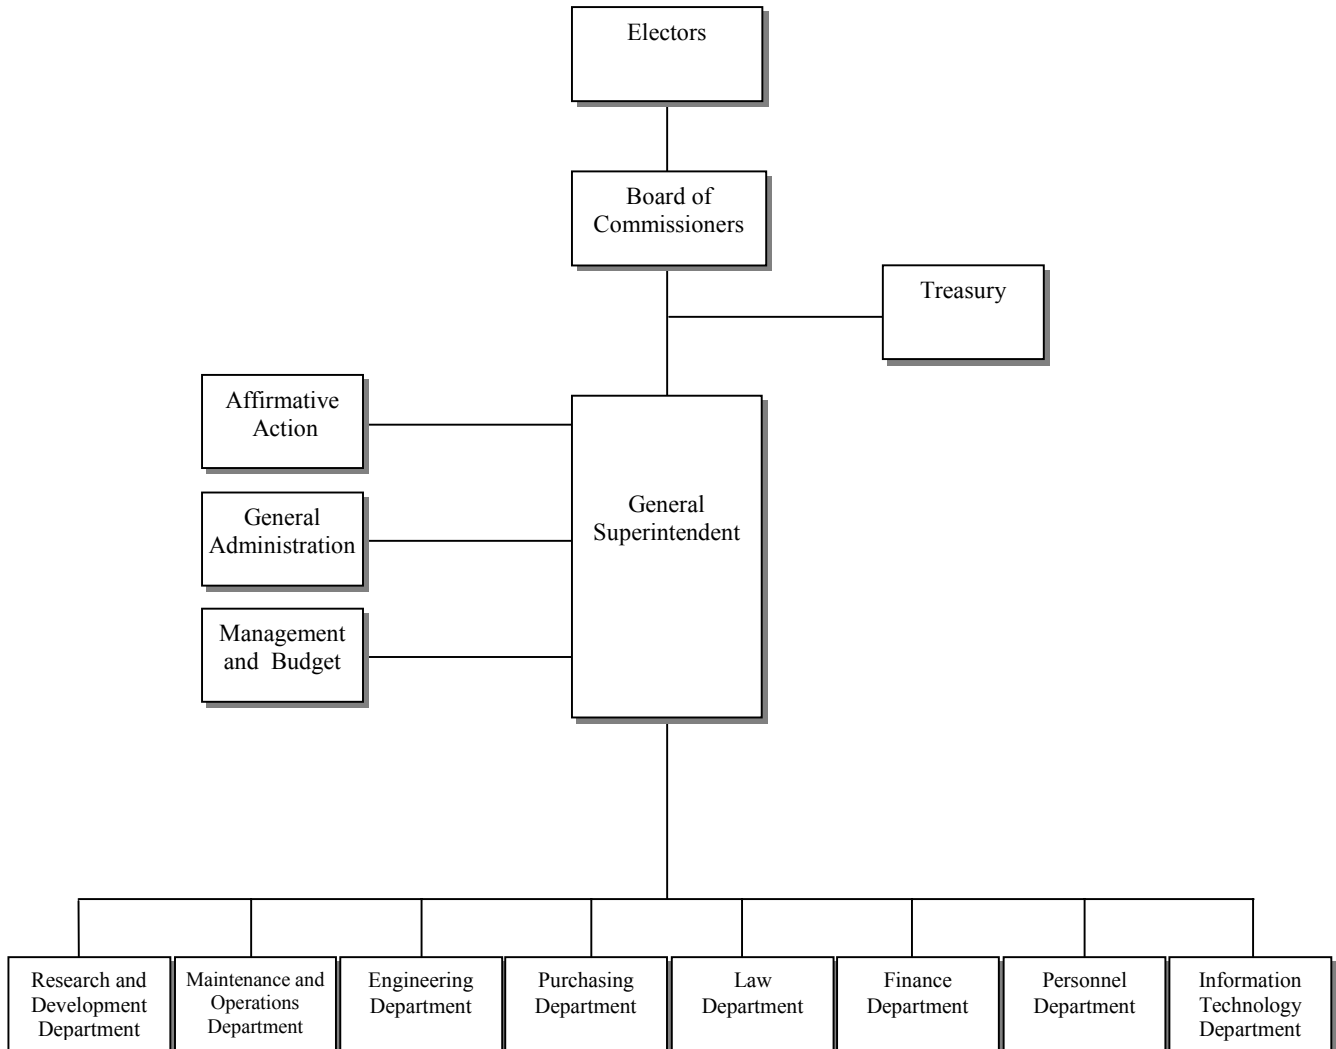 Electors
Board of
Commissioners
Treasury
Affirmative
Action
General
Administration
Management
and Budget
General
Superintendent
Research and
Development
Department
Maintenance and
Operations
Department
Engineering
Department
Purchasing
Department
Law
Department
Finance
Department
Personnel
Department
Information
Technology
Department